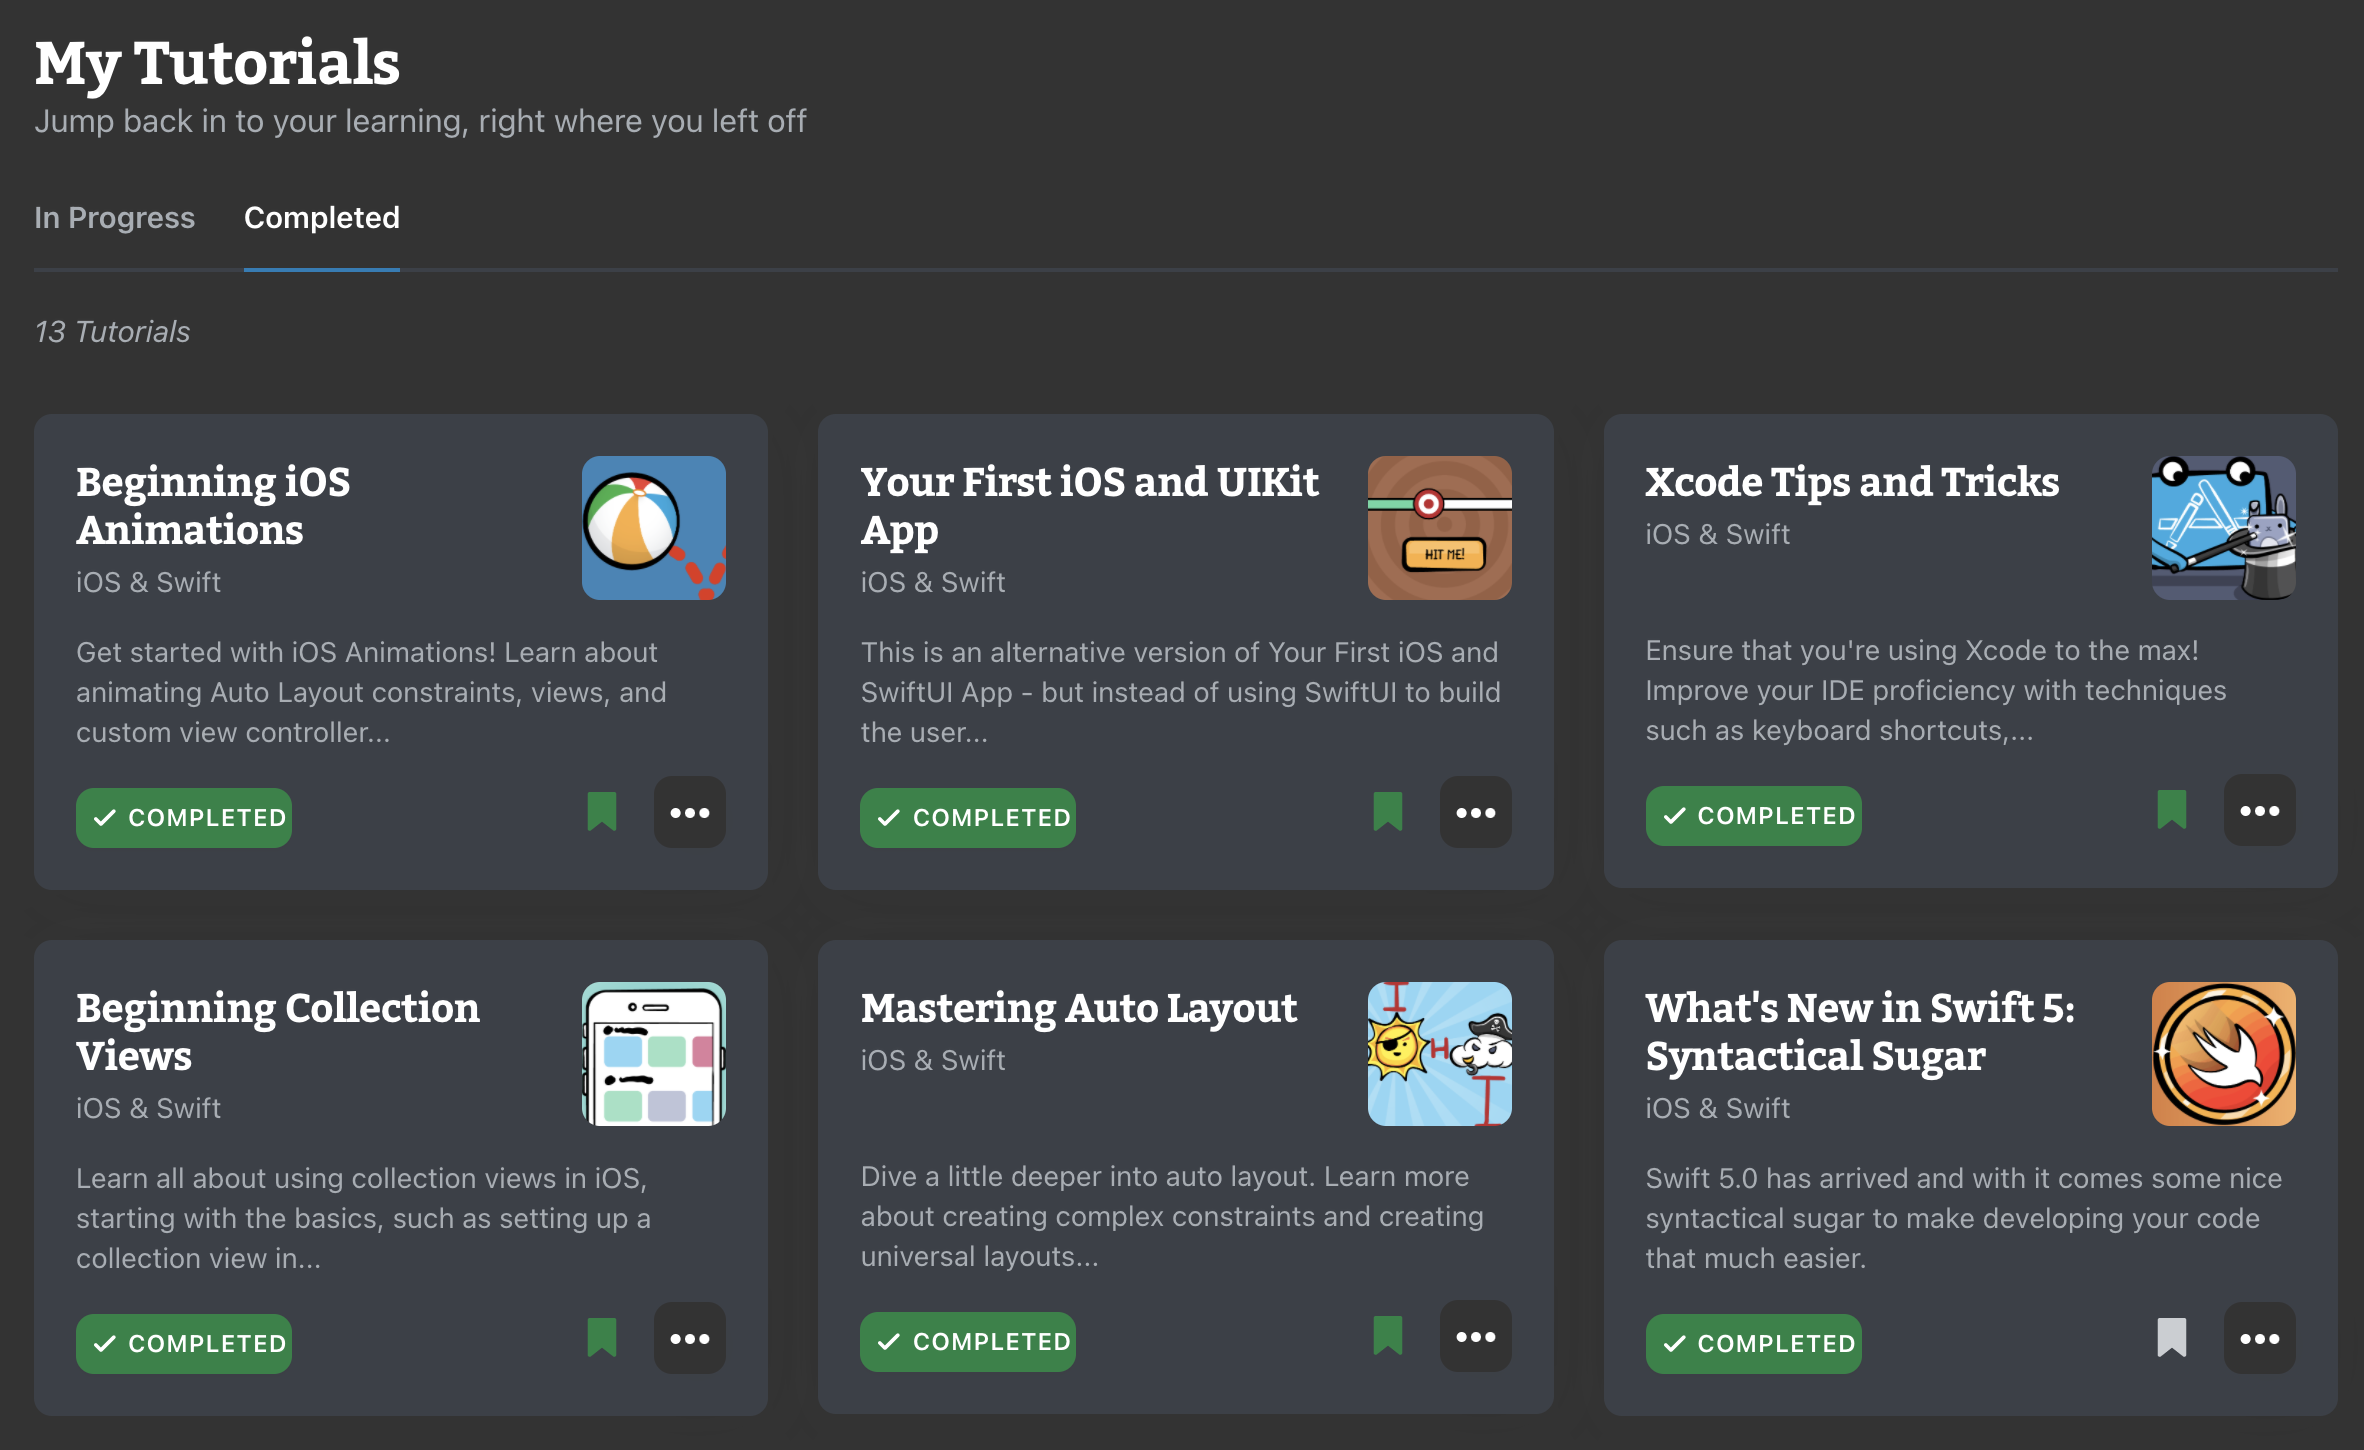 My Tutorials
Jump back in to your learning, right where you left off
In Progress
Completed
13 Tutorials
Beginning iOS
Animations
iOS & Swift
Get started with iOS Animations! Learn about
animating Auto Layout constraints, views, and
custom view controller...
COMPLETED
Your First iOS and UIKit
App
iOS & Swift
HIT ME!
This is an alternative version of Your First iOS and
SwiftUI App - but instead of using SwiftUI to build
the user...
COMPLETED
Xcode Tips and Tricks
iOS & Swift
Ensure that you're using Xcode to the max!
Improve your IDE proficiency with techniques
such as keyboard shortcuts,...
COMPLETED
Beginning Collection
Views
iOS & Swift
Learn all about using collection views in iOS,
starting with the basics, such as setting up a
collection view in...
COMPLETED
Mastering Auto Layout
iOS & Swift
Dive a little deeper into auto layout. Learn more
about creating complex constraints and creating
universal layouts...
COMPLETED
What's New in Swift 5:
Syntactical Sugar
iOS & Swift
Swift 5.0 has arrived and with it comes some nice
syntactical sugar to make developing your code
that much easier.
COMPLETED